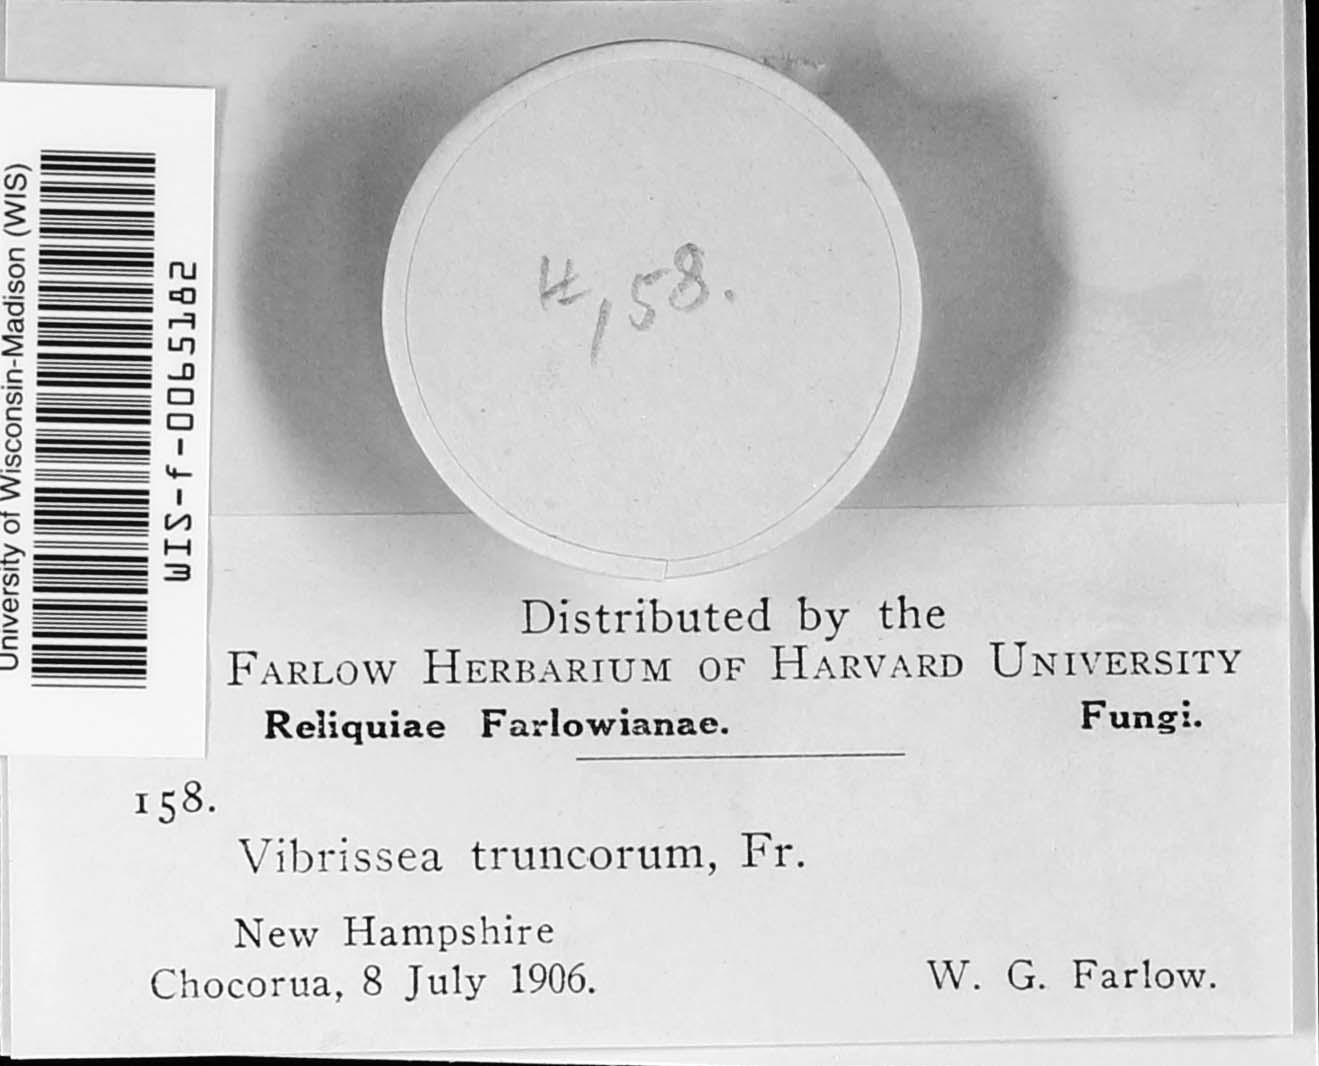 University of Wisconsin-Madison (WIS)
WIS-f-0065182
#158.
Distributed by the
FARLOW HERBARIUM OF HARVARD UNIVERSITY
Reliquiae Farlowianae. Fungi.
158.
Vibrissea truncorum, Fr.
New Hampshire
Chocorua, 8 July 1906. W. G. Farlow.